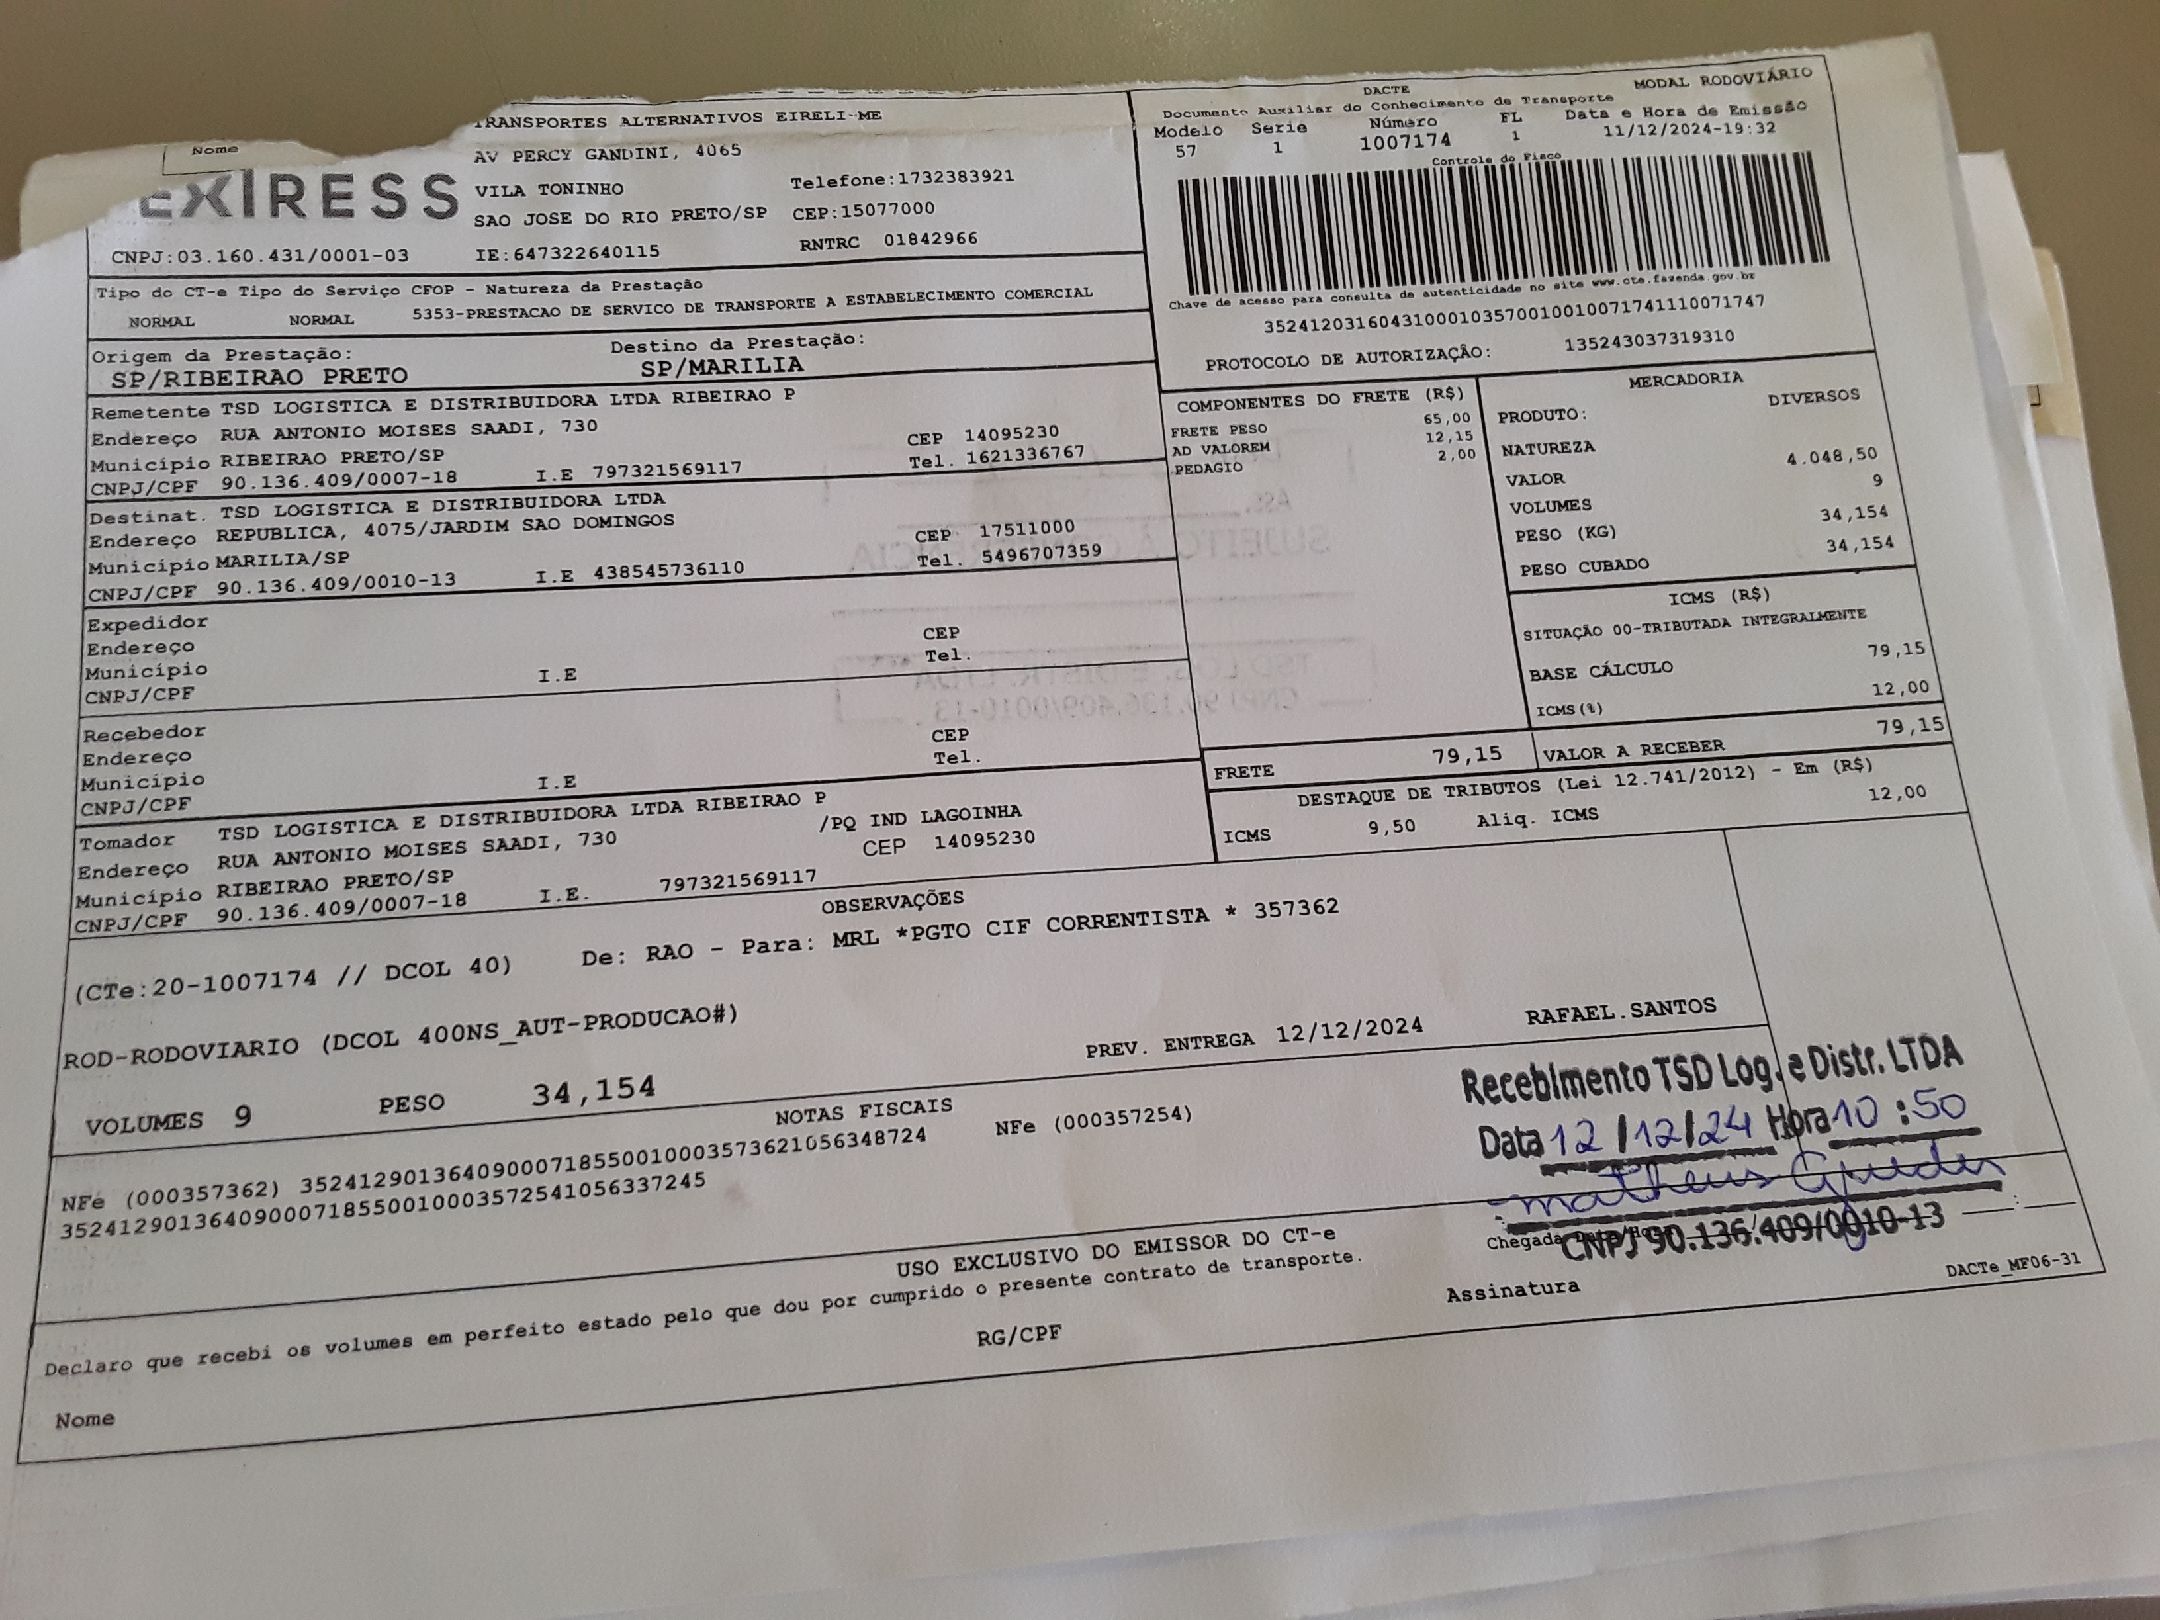 Nome
TRANSPORTES ALTERNATIVOS EIRELI-ME
AV PERCY GANDINI, 4065
EXIRESS
VILA TONINHO Telefone:1732383921
SAO JOSE DO RIO PRETO/SP CEP:15077000
CNPJ:03.160.431/0001-03 IE:647322640115 RNTRC 01842966
DACTE MODAL RODOVIÁRIO
Documento Auxiliar do Conhecimento de Transporte
Modelo Serie Número FL Data e Hora de Emissão
57 1 1007174 1 11/12/2024-19:32
Controle do Fisco
Chave de acesso para consulta de autenticidade no site www.cte.fazenda.gov.br
35241203160431000103570010010071741110071747
PROTOCOLO DE AUTORIZAÇÃO: 135243037319310
Tipo do CT-e Tipo do Serviço CFOP - Natureza da Prestação
NORMAL NORMAL 5353-PRESTACAO DE SERVICO DE TRANSPORTE A ESTABELECIMENTO COMERCIAL
Origem da Prestação: Destino da Prestação:
SP/RIBEIRAO PRETO SP/MARILIA
Remetente TSD LOGISTICA E DISTRIBUIDORA LTDA RIBEIRAO P
Endereço RUA ANTONIO MOISES SAADI, 730 CEP 14095230
Município RIBEIRAO PRETO/SP Tel. 1621336767
CNPJ/CPF 90.136.409/0007-18 I.E 797321569117
Destinat. TSD LOGISTICA E DISTRIBUIDORA LTDA
Endereço REPUBLICA, 4075/JARDIM SAO DOMINGOS CEP 17511000
Município MARILIA/SP Tel. 5496707359
CNPJ/CPF 90.136.409/0010-13 I.E 438545736110
Expedidor
Endereço CEP
Município I.E Tel.
CNPJ/CPF
Recebedor
Endereço CEP
Município I.E Tel.
CNPJ/CPF
Tomador TSD LOGISTICA E DISTRIBUIDORA LTDA RIBEIRAO P
Endereço RUA ANTONIO MOISES SAADI, 730 /PQ IND LAGOINHA
Município RIBEIRAO PRETO/SP CEP 14095230
CNPJ/CPF 90.136.409/0007-18 I.E. 797321569117
COMPONENTES DO FRETE (R$)
FRETE PESO 65,00
AD VALOREM 12,15
PEDAGIO 2,00
MERCADORIA
PRODUTO: DIVERSOS
NATUREZA
VALOR 4.048,50
VOLUMES 9
PESO (KG) 34,154
PESO CUBADO 34,154
ICMS (R$)
SITUAÇÃO 00-TRIBUTADA INTEGRALMENTE
BASE CÁLCULO 79,15
ICMS(%) 12,00
FRETE 79,15 VALOR A RECEBER 79,15
DESTAQUE DE TRIBUTOS (Lei 12.741/2012) - Em (R$)
ICMS 9,50 Aliq. ICMS 12,00
OBSERVAÇÕES
(CTe:20-1007174 // DCOL 40) De: RAO - Para: MRL *PGTO CIF CORRENTISTA * 357362
ROD-RODOVIARIO (DCOL 400NS_AUT-PRODUCAO#)
PREV. ENTREGA 12/12/2024 RAFAEL.SANTOS
VOLUMES 9 PESO 34,154
NOTAS FISCAIS
NFe (000357362) 35241290136409000718550010003573621056348724 NFe (000357254)
35241290136409000718550010003572541056337245
Recebimento TSD Log. e Distr. LTDA
Data 12/12/24 Hora 10:50
Matheus Guedes
CNPJ 90.136.409/0010-13
USO EXCLUSIVO DO EMISSOR DO CT-e
Chegada
Declaro que recebi os volumes em perfeito estado pelo que dou por cumprido o presente contrato de transporte.
Assinatura DACTe_MF06-31
Nome RG/CPF